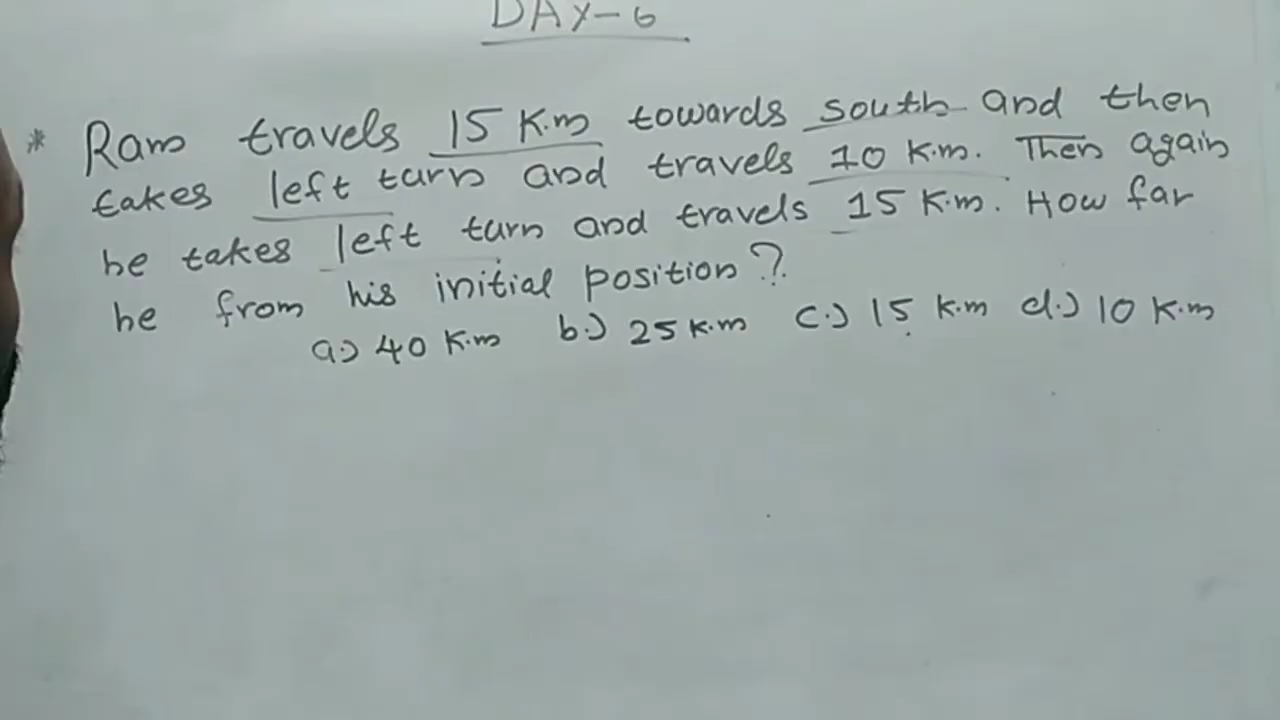 DAY-6
* Ram travels 15 K.m towards south and then
takes left turn and travels 10 K.m. Then again
he takes left turn and travels 15 K.m. How far
he from his initial position?
a.) 40 K.m b.) 25 K.m c.) 15 K.m d.) 10 K.m